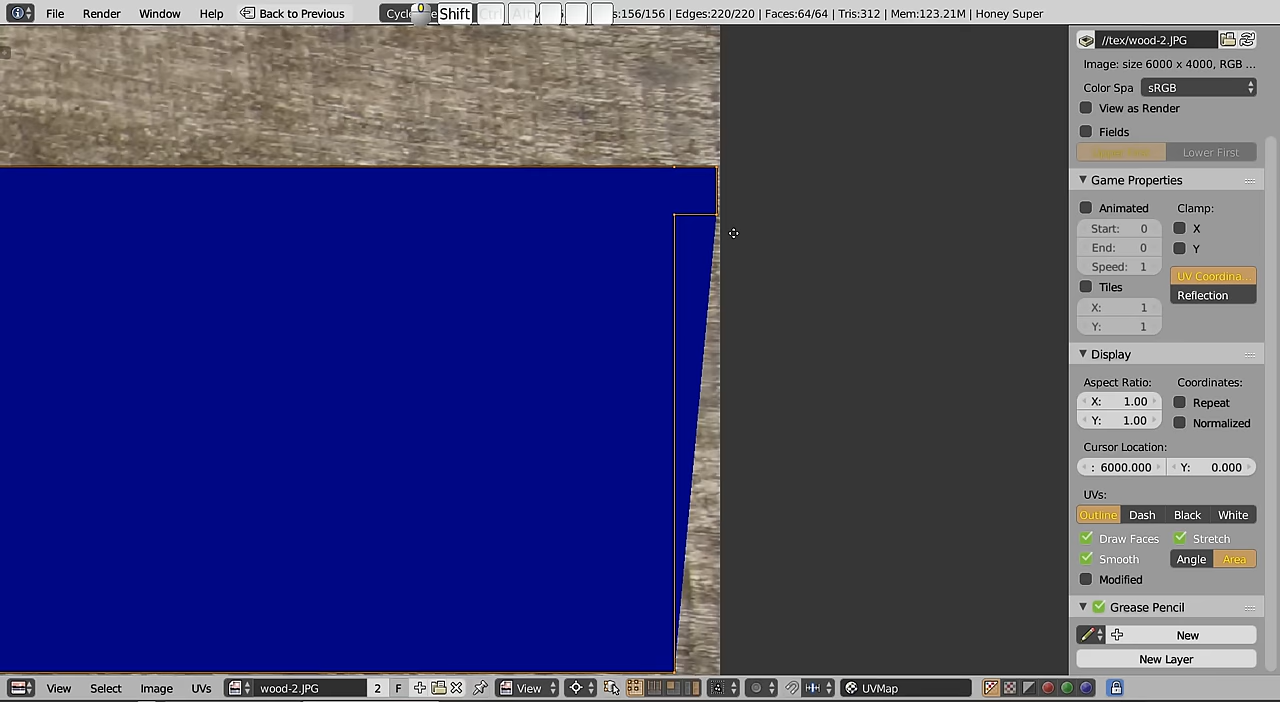 File Render Window Help Back to Previous Cycl Shift Ctrl Alt s:156/156 | Edges:220/220 | Faces:64/64 | Tris:312 | Mem:123.21M | Honey Super
//tex/wood-2.JPG
Image: size 6000 x 4000, RGB ...
Color Spa sRGB
View as Render
Fields
Lower First
Game Properties
Animated Clamp:
Start: 0 X
End: 0 Y
Speed: 1
UV Coordina...
Tiles Reflection
X: 1
Y: 1
Display
Aspect Ratio: Coordinates:
X: 1.00 Repeat
Y: 1.00 Normalized
Cursor Location:
: 6000.000 Y: 0.000
UVs:
Outline Dash Black White
Draw Faces Stretch
Smooth Angle Area
Modified
Grease Pencil
New
New Layer
View Select Image UVs wood-2.JPG 2 F View UVMap